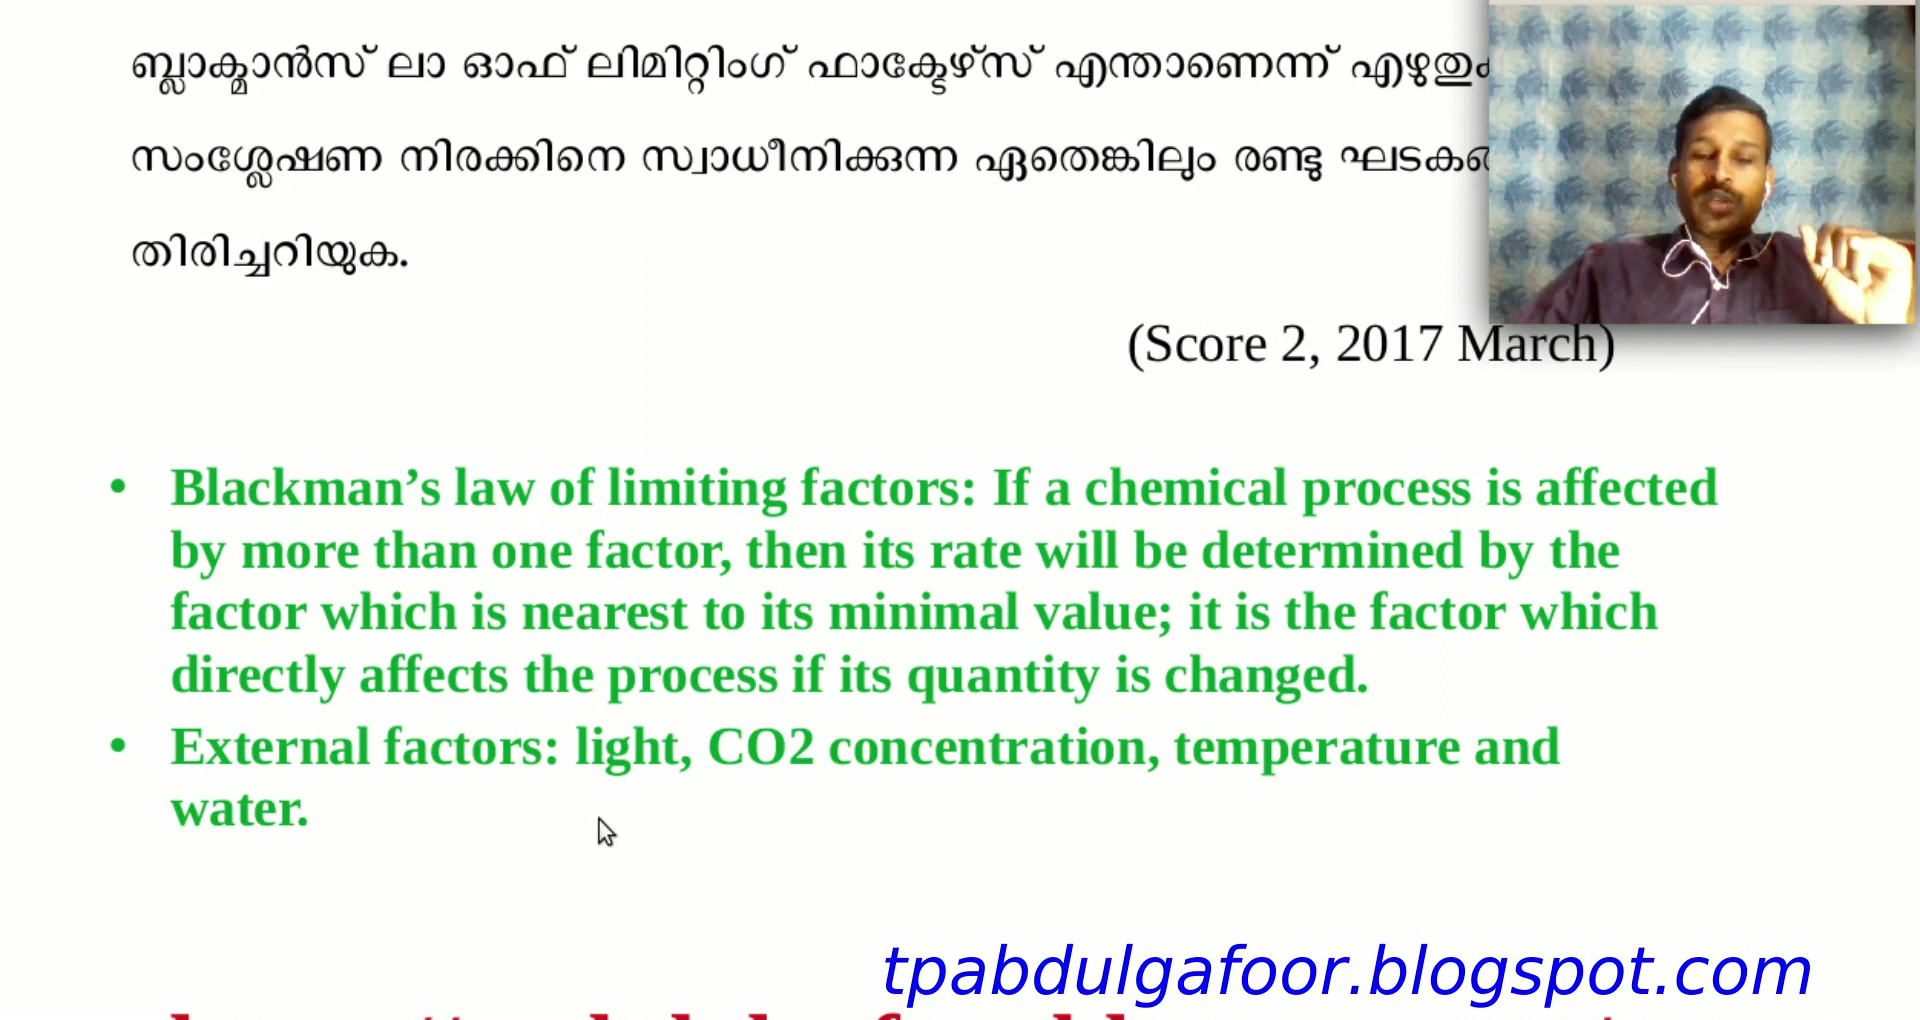 ബ്ലാക്മാൻസ് ലാ ഓഫ് ലിമിറ്റിംഗ് ഫാക്ടേഴ്സ് എന്താണെന്ന്
സംശ്ലേഷണ നിരക്കിനെ സ്വാധീനിക്കുന്ന ഏതെങ്കിലും രണ്ടു
തിരിച്ചറിയുക.
(Score 2, 2017 March)
• Blackman’s law of limiting factors: If a chemical process is affected
by more than one factor, then its rate will be determined by the
factor which is nearest to its minimal value; it is the factor which
directly affects the process if its quantity is changed.
• External factors: light, CO2 concentration, temperature and
water.
tpabdulgafoor.blogspot.com